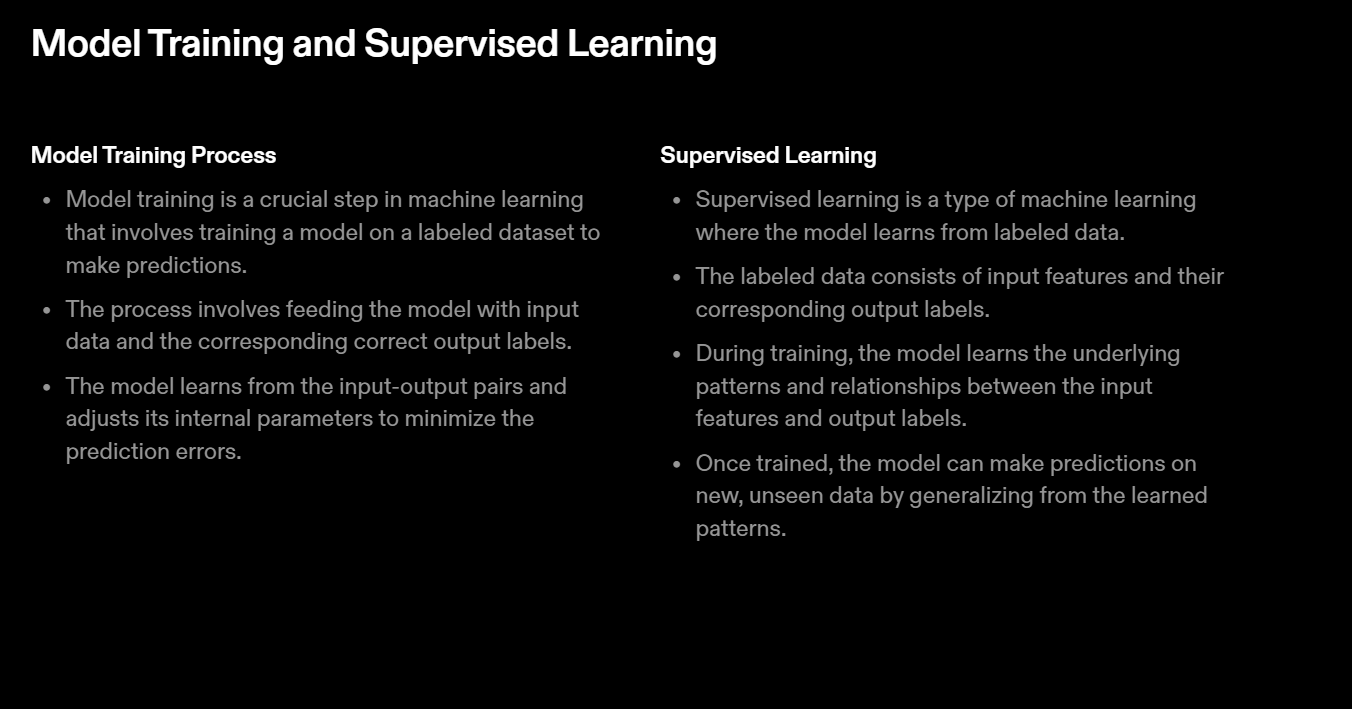 Model Training and Supervised Learning
Model Training Process
• Model training is a crucial step in machine learning
that involves training a model on a labeled dataset to
make predictions.
• The process involves feeding the model with input
data and the corresponding correct output labels.
• The model learns from the input-output pairs and
adjusts its internal parameters to minimize the
prediction errors.
Supervised Learning
• Supervised learning is a type of machine learning
where the model learns from labeled data.
• The labeled data consists of input features and their
corresponding output labels.
• During training, the model learns the underlying
patterns and relationships between the input
features and output labels.
• Once trained, the model can make predictions on
new, unseen data by generalizing from the learned
patterns.